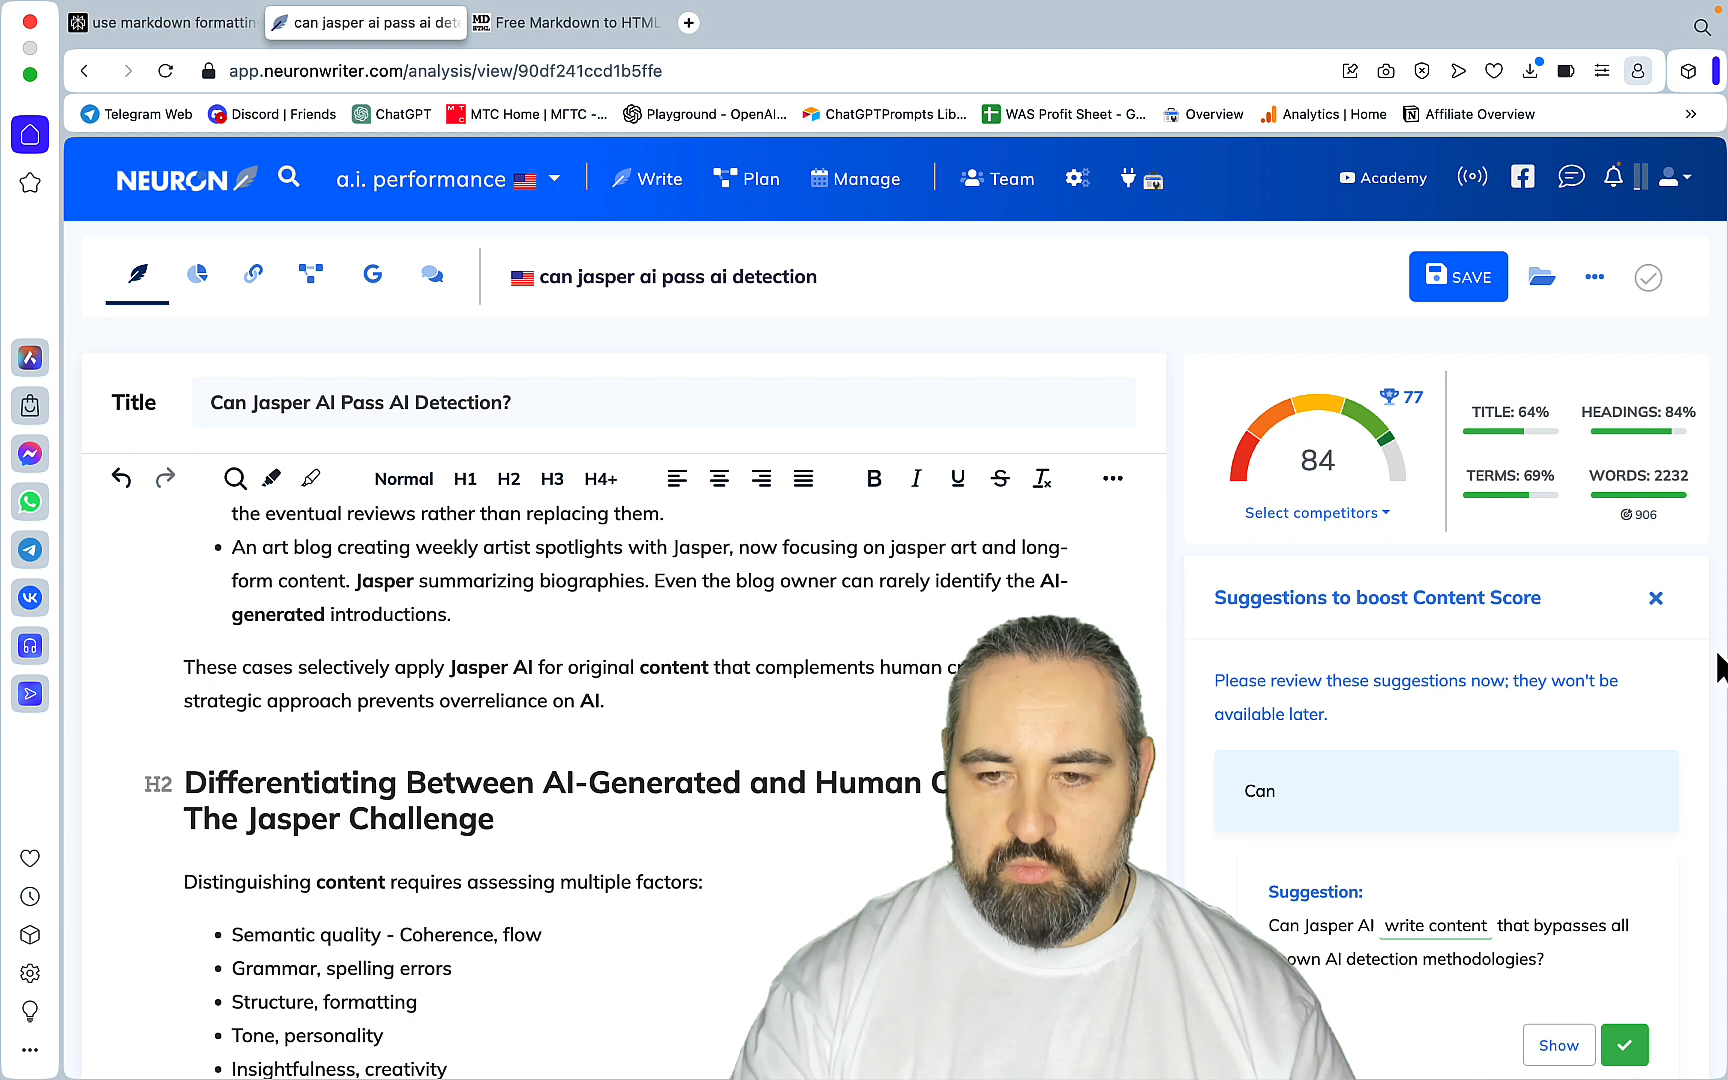 use markdown formattin
can jasper ai pass ai dete
MD HTML Free Markdown to HTML
app.neuronwriter.com/analysis/view/90df241ccd1b5ffe
Telegram Web
Discord | Friends
ChatGPT
МТС Home | МГТС -...
Playground - OpenAI...
ChatGPTPrompts Lib...
WAS Profit Sheet - G...
Overview
Analytics | Home
Affiliate Overview
NEURON
a.i. performance
Write
Plan
Manage
Team
Academy
can jasper ai pass ai detection
SAVE
Title
Can Jasper AI Pass AI Detection?
Normal H1 H2 H3 H4+ B I U S Tx
the eventual reviews rather than replacing them.
• An art blog creating weekly artist spotlights with Jasper, now focusing on jasper art and long-
form content. Jasper summarizing biographies. Even the blog owner can rarely identify the AI-
generated introductions.
These cases selectively apply Jasper AI for original content that complements human cr
strategic approach prevents overreliance on AI.
H2 Differentiating Between AI-Generated and Human C
The Jasper Challenge
Distinguishing content requires assessing multiple factors:
• Semantic quality - Coherence, flow
• Grammar, spelling errors
• Structure, formatting
• Tone, personality
• Insightfulness, creativity
77
84
Select competitors
TITLE: 64%
HEADINGS: 84%
TERMS: 69%
WORDS: 2232
906
Suggestions to boost Content Score
Please review these suggestions now; they won't be
available later.
Can
Suggestion:
Can Jasper AI write content that bypasses all
own AI detection methodologies?
Show